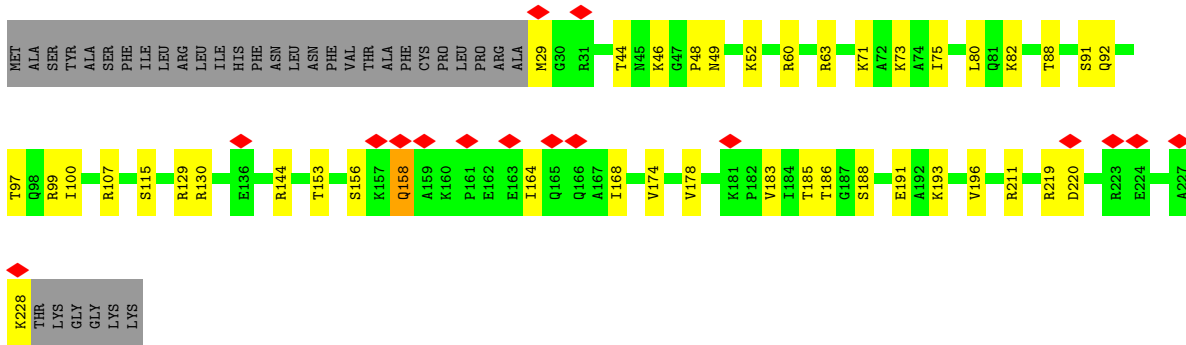 MET ALA SER TYR ALA SER PHE ILE LEU ARG LEU ILE HIS PHE ASN LEU ASN PHE VAL THR ALA PHE CYS PRO LEU PRO ARG ALA M29 G30 R31 T44 N45 K46 G47 P48 N49 K52 R60 R63 K71 A72 K73 A74 I75 L80 Q81 K82 T88 S91 Q92
T97 Q98 R99 I100 R107 S115 R129 R130 E136 R144 T153 S156 K157 Q158 A159 K160 P161 E162 E163 I164 Q165 Q166 A167 I168 V174 V178 K181 P182 V183 I184 T185 T186 G187 S188 E191 A192 K193 V196 R211 R219 D220 R223 E224 A227
K228 THR LYS GLY GLY LYS LYS